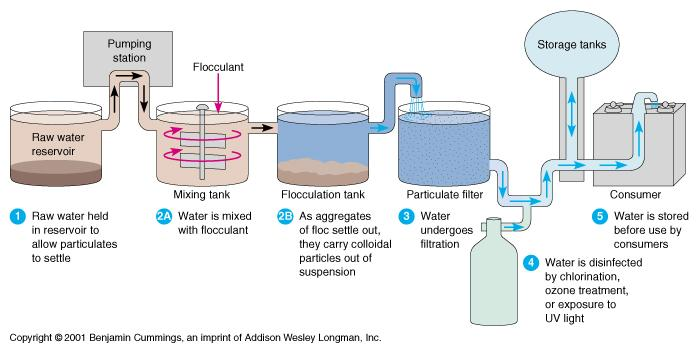 Pumping
station
Flocculant
Storage tanks
Raw water
reservoir
Mixing tank
Flocculation tank
Particulate filter
Consumer
1 Raw water held
in reservoir to
allow particulates
to settle
2A Water is mixed
with flocculant
2B As aggregates
of floc settle out,
they carry colloidal
particles out of
suspension
3 Water
undergoes
filtration
4 Water is disinfected
by chlorination,
ozone treatment,
or exposure to
UV light
5 Water is stored
before use by
consumers
Copyright © 2001 Benjamin Cummings, an imprint of Addison Wesley Longman, Inc.